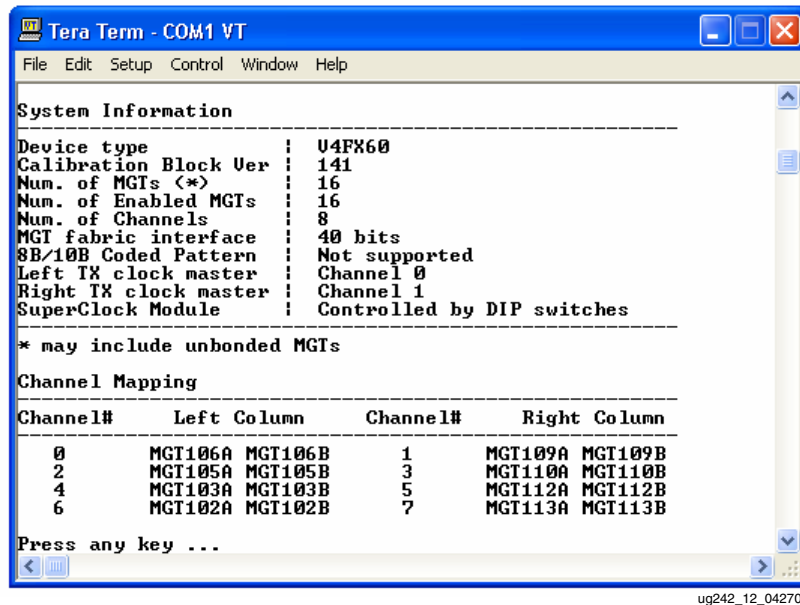 Tera Term - COM1 VT
File Edit Setup Control Window Help
System Information
--------------------------------------------------------------
Device type | V4FX60
Calibration Block Ver | 141
Num. of MGTs (*) | 16
Num. of Enabled MGTs | 16
Num. of Channels | 8
MGT fabric interface | 40 bits
8B/10B Coded Pattern | Not supported
Left TX clock master | Channel 0
Right TX clock master | Channel 1
SuperClock Module | Controlled by DIP switches
--------------------------------------------------------------
* may include unbonded MGTs
Channel Mapping
--------------------------------------------------------------
Channel# Left Column Channel# Right Column
--------------------------------------------------------------
0 MGT106A MGT106B 1 MGT109A MGT109B
2 MGT105A MGT105B 3 MGT110A MGT110B
4 MGT103A MGT103B 5 MGT112A MGT112B
6 MGT102A MGT102B 7 MGT113A MGT113B
Press any key ...
ug242_12_04270